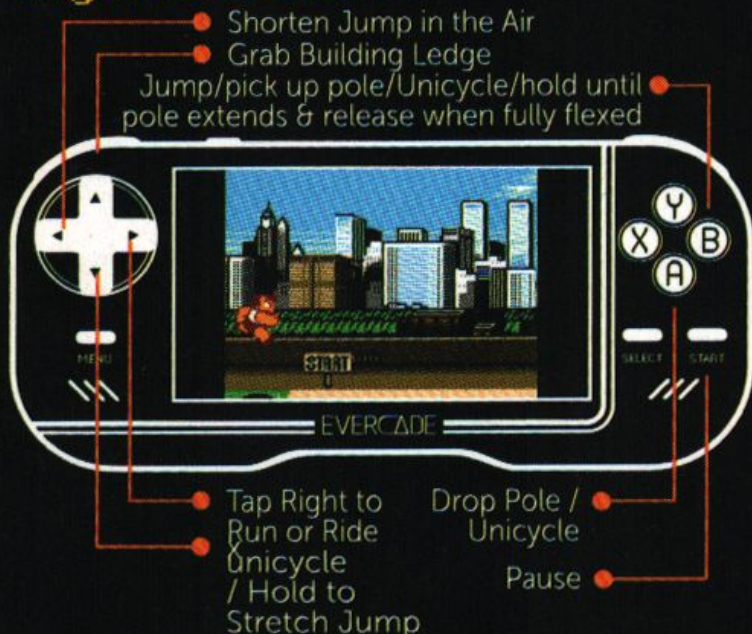 Shorten Jump in the Air
Grab Building Ledge
Jump/pick up pole/Unicycle/hold until
pole extends & release when fully flexed
Y
X B
A
MENU
SELECT START
START
EVERCADE
Tap Right to
Run or Ride
Unicycle
/ Hold to
Stretch Jump
Drop Pole /
Unicycle
Pause